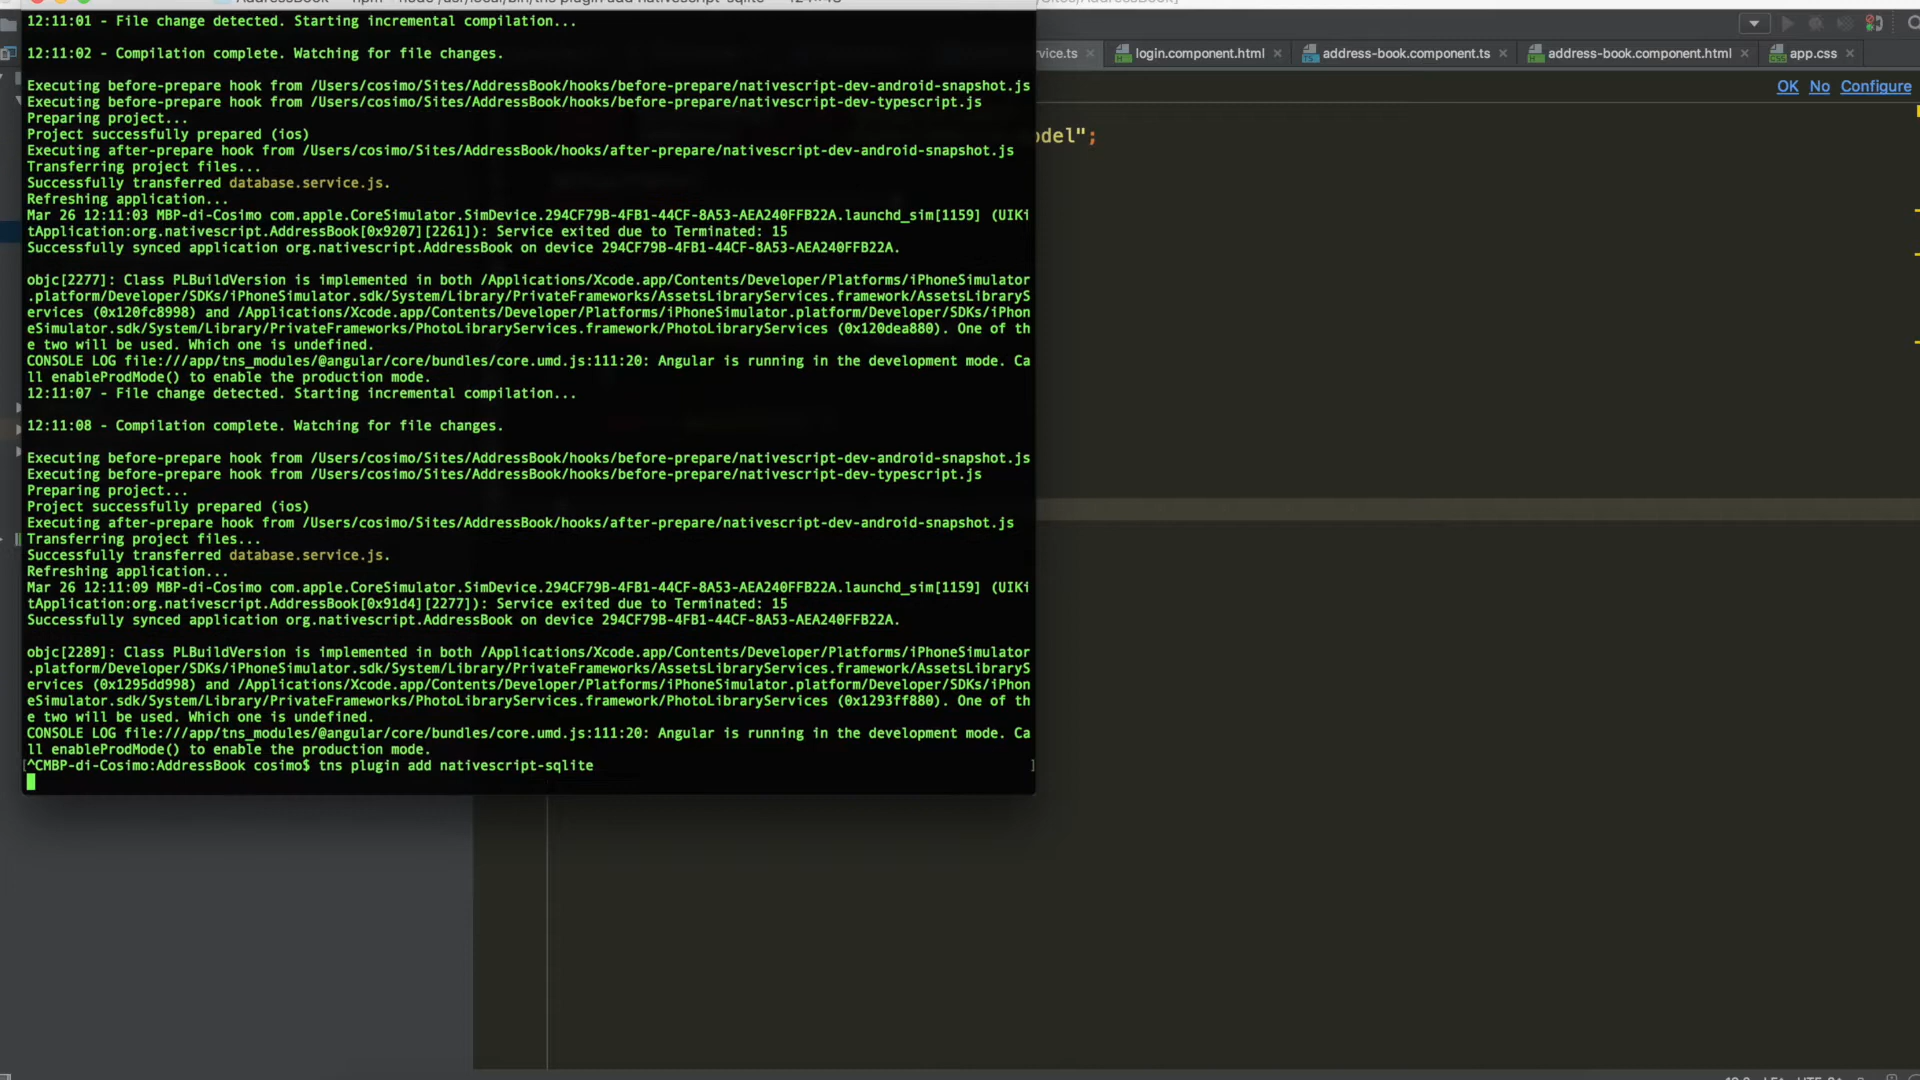 12:11:01 - File change detected. Starting incremental compilation...
12:11:02 - Compilation complete. Watching for file changes.
Executing before-prepare hook from /Users/cosimo/Sites/AddressBook/hooks/before-prepare/nativescript-dev-android-snapshot.js
Executing before-prepare hook from /Users/cosimo/Sites/AddressBook/hooks/before-prepare/nativescript-dev-typescript.js
Preparing project...
Project successfully prepared (ios)
Executing after-prepare hook from /Users/cosimo/Sites/AddressBook/hooks/after-prepare/nativescript-dev-android-snapshot.js
Transferring project files...
Successfully transferred database.service.js.
Refreshing application...
Mar 26 12:11:03 MBP-di-Cosimo com.apple.CoreSimulator.SimDevice.294CF79B-4FB1-44CF-8A53-AEA240FFB22A.launchd_sim[1159] (UIKi
tApplication:org.nativescript.AddressBook[0x9207][2261]): Service exited due to Terminated: 15
Successfully synced application org.nativescript.AddressBook on device 294CF79B-4FB1-44CF-8A53-AEA240FFB22A.
objc[2277]: Class PLBuildVersion is implemented in both /Applications/Xcode.app/Contents/Developer/Platforms/iPhoneSimulator
.platform/Developer/SDKs/iPhoneSimulator.sdk/System/Library/PrivateFrameworks/AssetsLibraryServices.framework/AssetsLibraryS
ervices (0x120fc8998) and /Applications/Xcode.app/Contents/Developer/Platforms/iPhoneSimulator.platform/Developer/SDKs/iPhon
eSimulator.sdk/System/Library/PrivateFrameworks/PhotoLibraryServices.framework/PhotoLibraryServices (0x120dea880). One of th
e two will be used. Which one is undefined.
CONSOLE LOG file:///app/tns_modules/@angular/core/bundles/core.umd.js:111:20: Angular is running in the development mode. Ca
ll enableProdMode() to enable the production mode.
12:11:07 - File change detected. Starting incremental compilation...
12:11:08 - Compilation complete. Watching for file changes.
Executing before-prepare hook from /Users/cosimo/Sites/AddressBook/hooks/before-prepare/nativescript-dev-android-snapshot.js
Executing before-prepare hook from /Users/cosimo/Sites/AddressBook/hooks/before-prepare/nativescript-dev-typescript.js
Preparing project...
Project successfully prepared (ios)
Executing after-prepare hook from /Users/cosimo/Sites/AddressBook/hooks/after-prepare/nativescript-dev-android-snapshot.js
Transferring project files...
Successfully transferred database.service.js.
Refreshing application...
Mar 26 12:11:09 MBP-di-Cosimo com.apple.CoreSimulator.SimDevice.294CF79B-4FB1-44CF-8A53-AEA240FFB22A.launchd_sim[1159] (UIKi
tApplication:org.nativescript.AddressBook[0x91d4][2277]): Service exited due to Terminated: 15
Successfully synced application org.nativescript.AddressBook on device 294CF79B-4FB1-44CF-8A53-AEA240FFB22A.
objc[2289]: Class PLBuildVersion is implemented in both /Applications/Xcode.app/Contents/Developer/Platforms/iPhoneSimulator
.platform/Developer/SDKs/iPhoneSimulator.sdk/System/Library/PrivateFrameworks/AssetsLibraryServices.framework/AssetsLibraryS
ervices (0x1295dd998) and /Applications/Xcode.app/Contents/Developer/Platforms/iPhoneSimulator.platform/Developer/SDKs/iPhon
eSimulator.sdk/System/Library/PrivateFrameworks/PhotoLibraryServices.framework/PhotoLibraryServices (0x1293ff880). One of th
e two will be used. Which one is undefined.
CONSOLE LOG file:///app/tns_modules/@angular/core/bundles/core.umd.js:111:20: Angular is running in the development mode. Ca
ll enableProdMode() to enable the production mode.
[^CMBP-di-Cosimo:AddressBook cosimo$ tns plugin add nativescript-sqlite ]
vice.ts login.component.html address-book.component.ts address-book.component.html app.css
OK No Configure
odel";